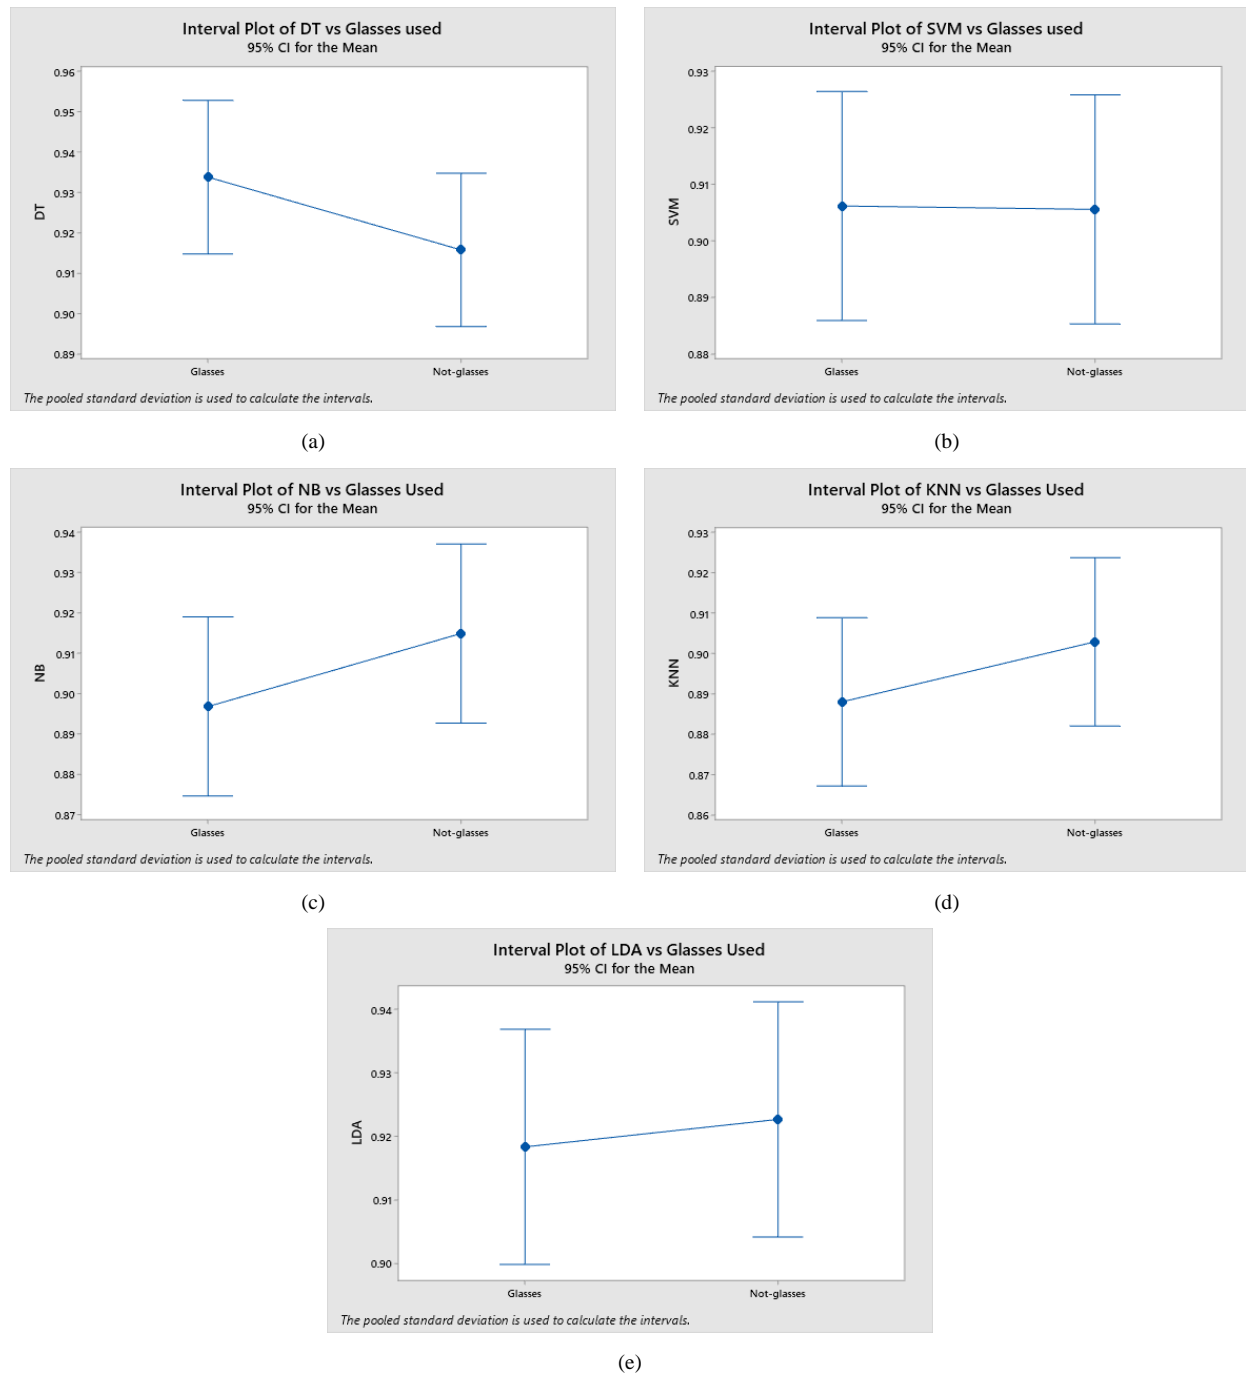 Interval Plot of DT vs Glasses used
95% CI for the Mean
0.96
0.95
0.94
0.93
0.92
0.91
0.90
0.89
DT
Glasses
Not-glasses
The pooled standard deviation is used to calculate the intervals.
(a)
Interval Plot of SVM vs Glasses used
95% CI for the Mean
0.93
0.92
0.91
0.90
0.89
0.88
SVM
Glasses
Not-glasses
The pooled standard deviation is used to calculate the intervals.
(b)
Interval Plot of NB vs Glasses Used
95% CI for the Mean
0.94
0.93
0.92
0.91
0.90
0.89
0.88
0.87
NB
Glasses
Not-glasses
The pooled standard deviation is used to calculate the intervals.
(c)
Interval Plot of KNN vs Glasses Used
95% CI for the Mean
0.93
0.92
0.91
0.90
0.89
0.88
0.87
0.86
KNN
Glasses
Not-glasses
The pooled standard deviation is used to calculate the intervals.
(d)
Interval Plot of LDA vs Glasses Used
95% CI for the Mean
0.94
0.93
0.92
0.91
0.90
LDA
Glasses
Not-glasses
The pooled standard deviation is used to calculate the intervals.
(e)